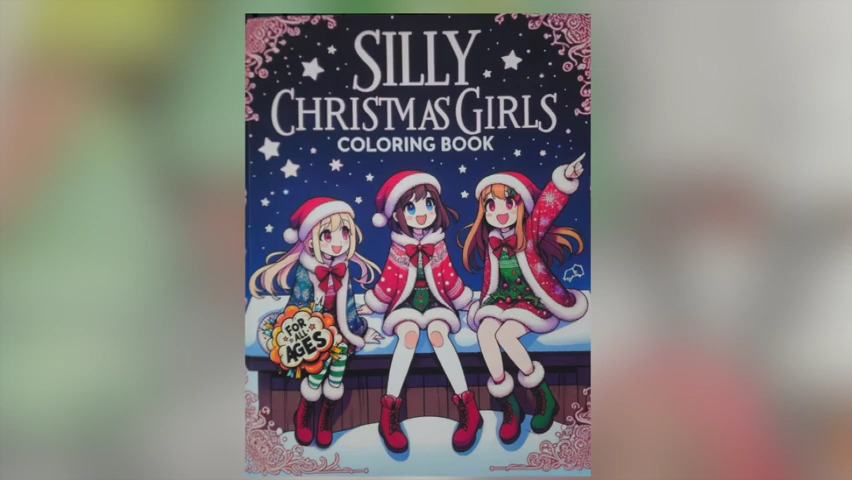 SILLY
CHRISTMAS GIRLS
COLORING BOOK
FOR
ALL
AGES